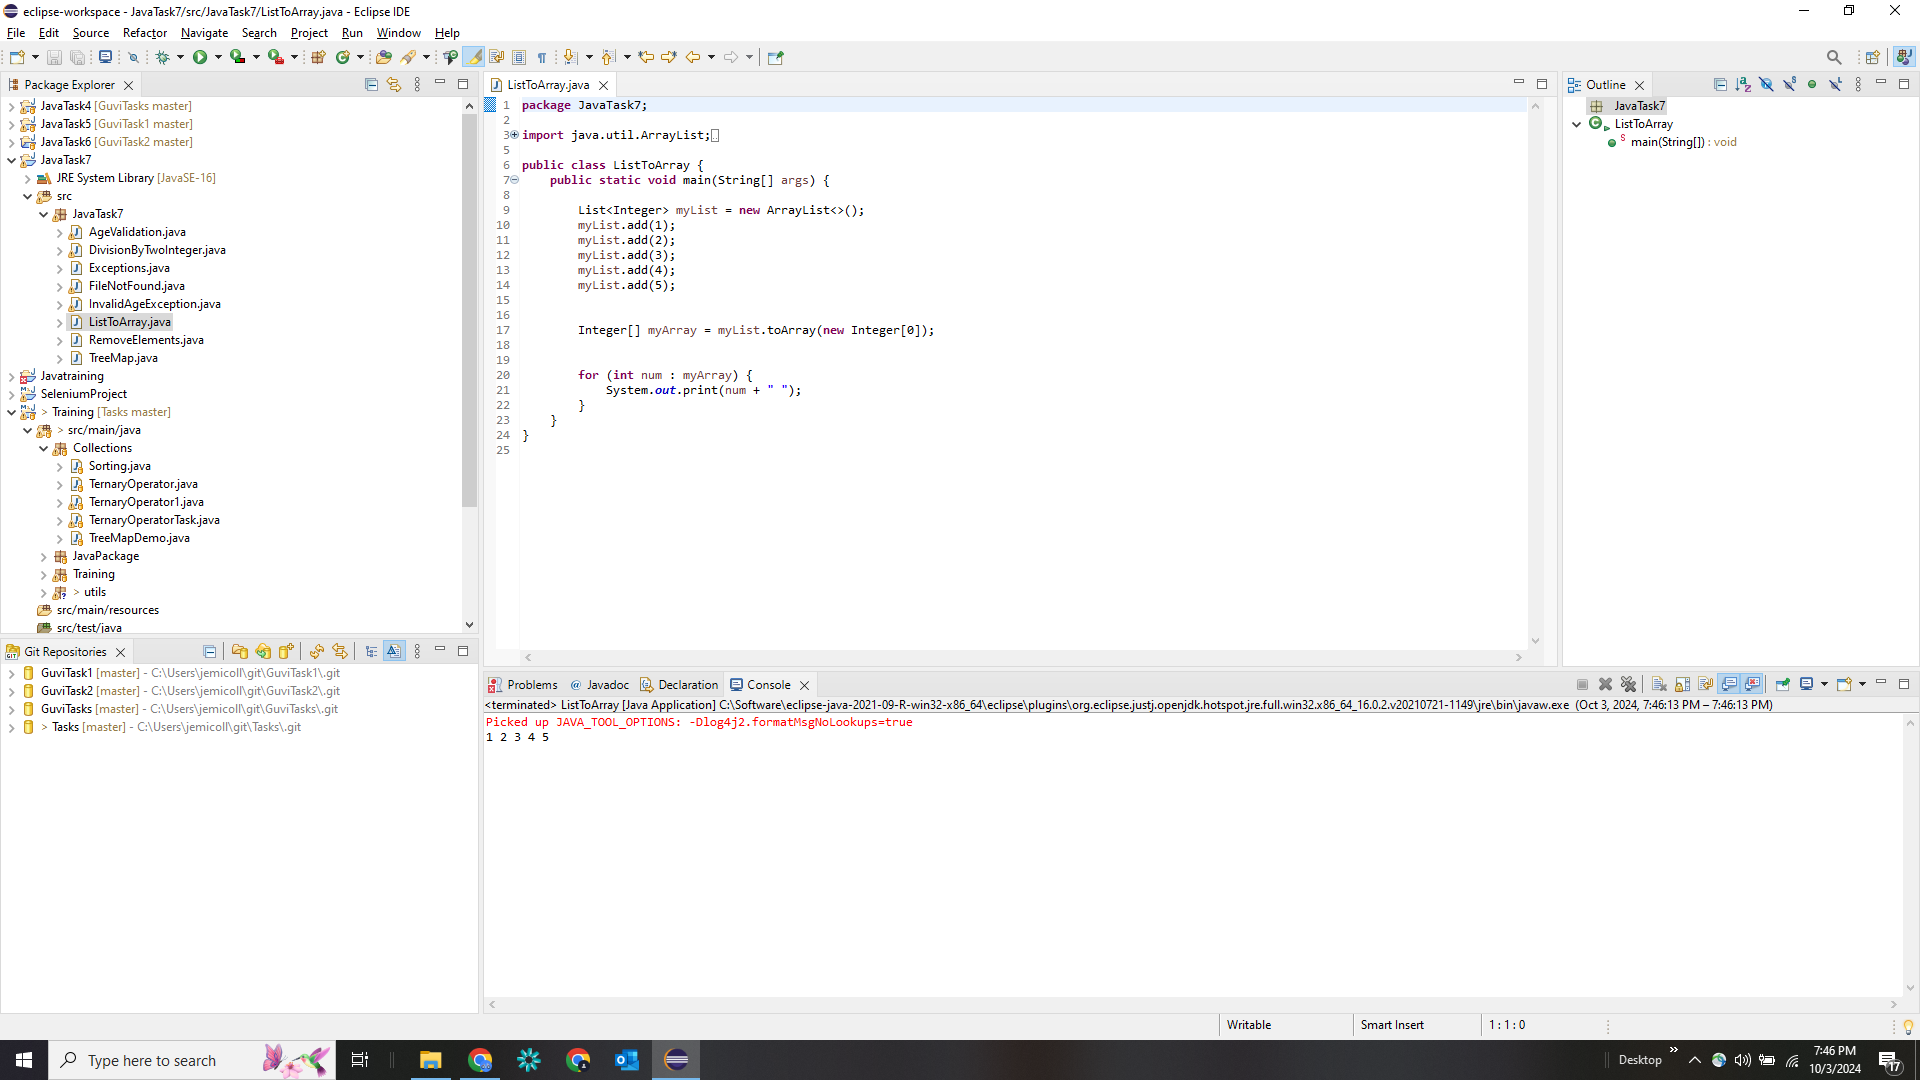 eclipse-workspace - JavaTask7/src/JavaTask7/ListToArray.java - Eclipse IDE
File Edit Source Refactor Navigate Search Project Run Window Help
Package Explorer
JavaTask4 [GuviTasks master]
JavaTask5 [GuviTask1 master]
JavaTask6 [GuviTask2 master]
JavaTask7
JRE System Library [JavaSE-16]
src
JavaTask7
AgeValidation.java
DivisionByTwoInteger.java
Exceptions.java
FileNotFound.java
InvalidAgeException.java
ListToArray.java
RemoveElements.java
TreeMap.java
Javatraining
SeleniumProject
> Training [Tasks master]
> src/main/java
Collections
Sorting.java
TernaryOperator.java
TernaryOperator1.java
TernaryOperatorTask.java
TreeMapDemo.java
JavaPackage
Training
> utils
src/main/resources
src/test/java
Git Repositories
GuviTask1 [master] - C:\Users\jemicoll\git\GuviTask1\.git
GuviTask2 [master] - C:\Users\jemicoll\git\GuviTask2\.git
GuviTasks [master] - C:\Users\jemicoll\git\GuviTasks\.git
> Tasks [master] - C:\Users\jemicoll\git\Tasks\.git
ListToArray.java
1 package JavaTask7;
2
3 import java.util.ArrayList;
5
6 public class ListToArray {
7 public static void main(String[] args) {
8
9 List<Integer> myList = new ArrayList<>();
10 myList.add(1);
11 myList.add(2);
12 myList.add(3);
13 myList.add(4);
14 myList.add(5);
15
16
17 Integer[] myArray = myList.toArray(new Integer[0]);
18
19
20 for (int num : myArray) {
21 System.out.print(num + " ");
22 }
23 }
24 }
25
Outline
JavaTask7
ListToArray
main(String[]) : void
Problems Javadoc Declaration Console
<terminated> ListToArray [Java Application] C:\Software\eclipse-java-2021-09-R-win32-x86_64\eclipse\plugins\org.eclipse.justj.openjdk.hotspot.jre.full.win32.x86_64_16.0.2.v20210721-1149\jre\bin\javaw.exe (Oct 3, 2024, 7:46:13 PM – 7:46:13 PM)
Picked up JAVA_TOOL_OPTIONS: -Dlog4j2.formatMsgNoLookups=true
1 2 3 4 5
Writable Smart Insert 1 : 1 : 0
Type here to search
Desktop
7:46 PM
10/3/2024
17